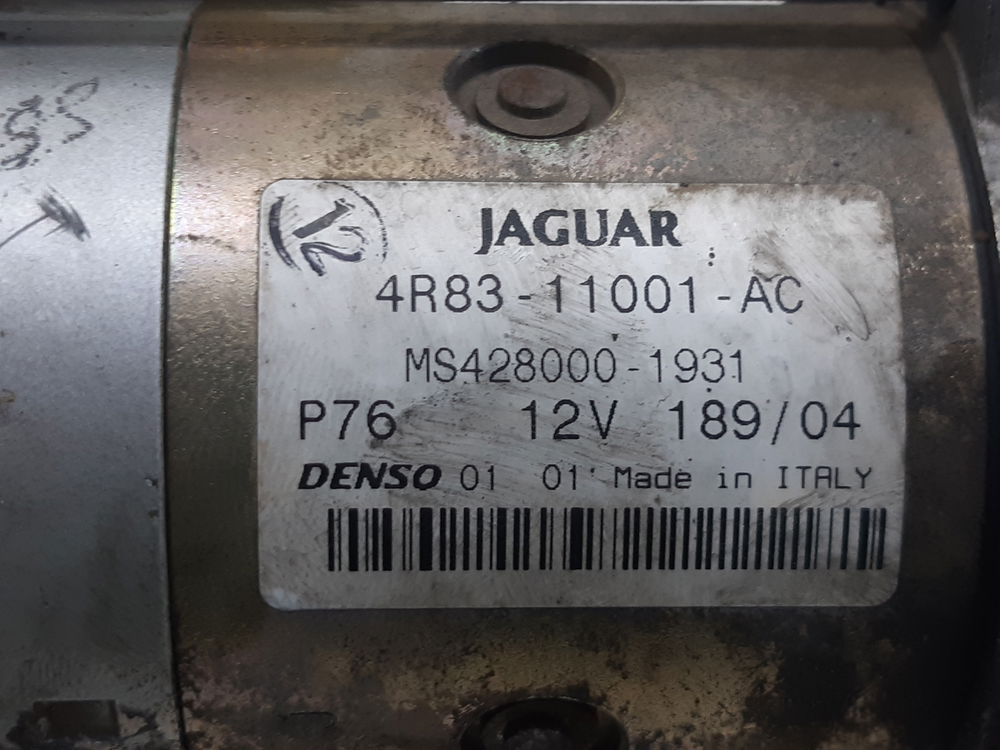 12
JAGUAR
4R83-11001-AC
MS428000-1931
P76 12V 189/04
DENSO 01 01 Made in ITALY